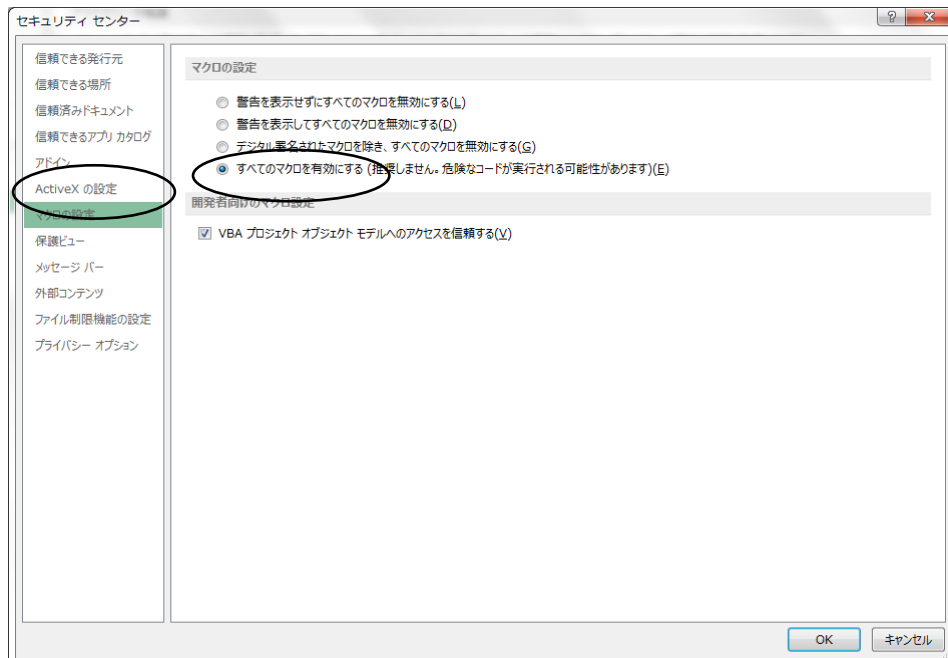 セキュリティ センター
信頼できる発行元
信頼できる場所
信頼済みドキュメント
信頼できるアプリ カタログ
アドイン
ActiveX の設定
マクロの設定
保護ビュー
メッセージ バー
外部コンテンツ
ファイル制限機能の設定
プライバシー オプション
マクロの設定
警告を表示せずにすべてのマクロを無効にする(L)
警告を表示してすべてのマクロを無効にする(D)
デジタル署名されたマクロを除き、すべてのマクロを無効にする(G)
すべてのマクロを有効にする (推奨しません。危険なコードが実行される可能性があります)(E)
開発者向けのマクロ設定
VBA プロジェクト オブジェクト モデルへのアクセスを信頼する(V)
OK
キャンセル